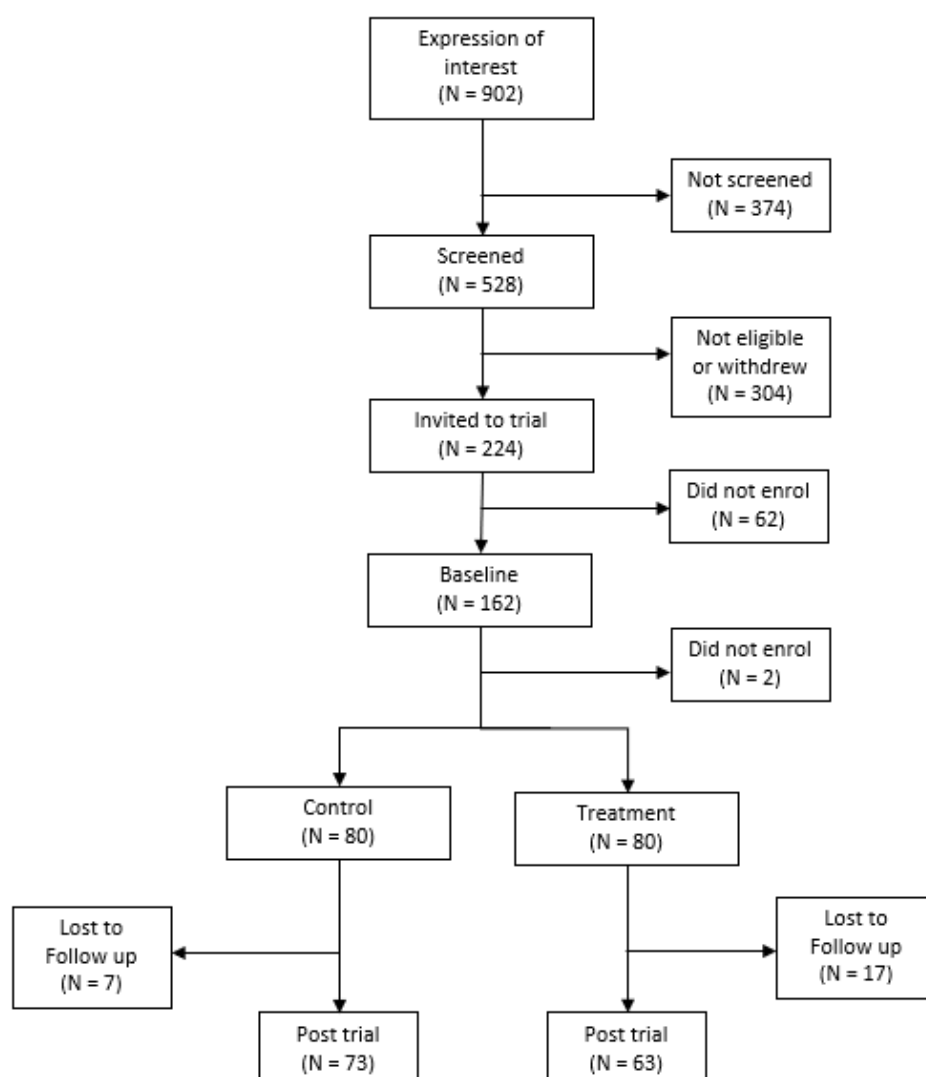 Expression of
interest
(N = 902)
Not screened
(N = 374)
Screened
(N = 528)
Not eligible
or withdrew
(N = 304)
Invited to trial
(N = 224)
Did not enrol
(N = 62)
Baseline
(N = 162)
Did not enrol
(N = 2)
Control
(N = 80)
Treatment
(N = 80)
Lost to
Follow up
(N = 7)
Lost to
Follow up
(N = 17)
Post trial
(N = 73)
Post trial
(N = 63)